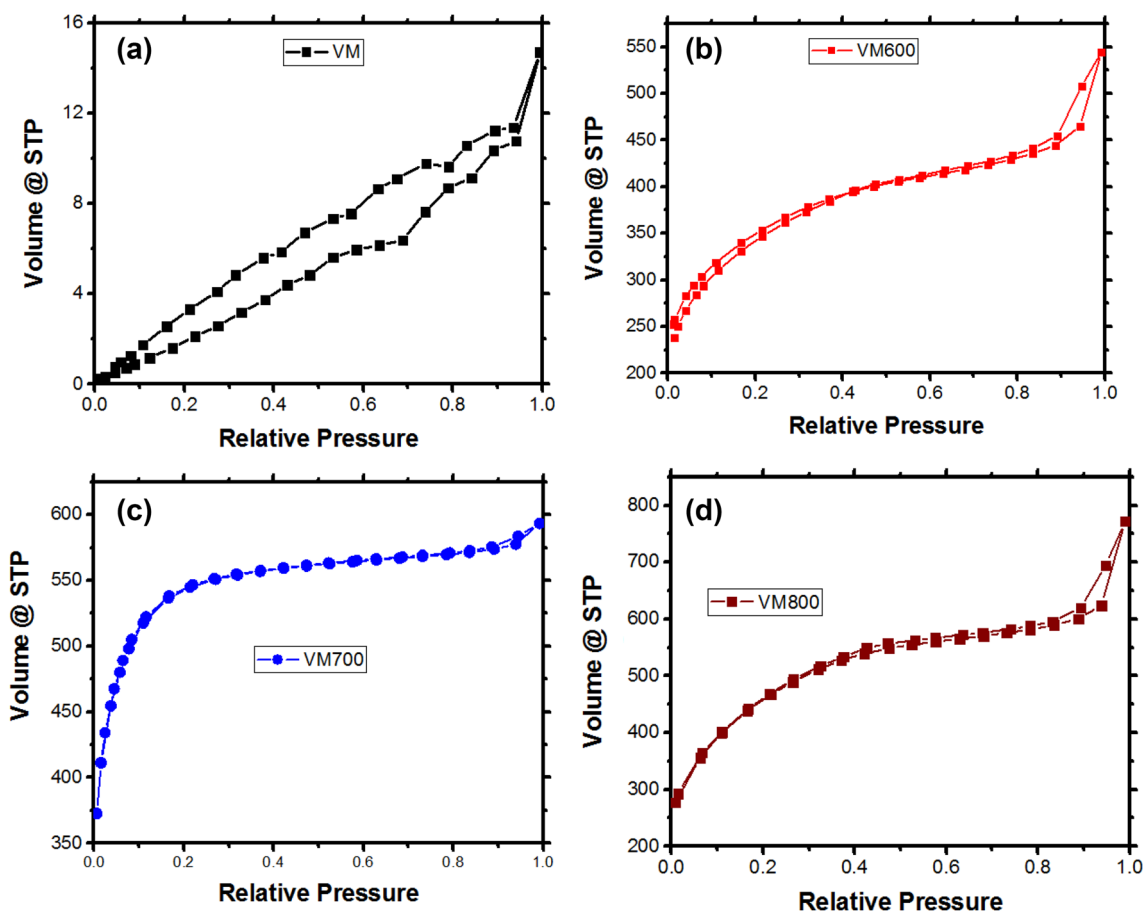 (a)
VM
16
12
8
4
0
0.0 0.2 0.4 0.6 0.8 1.0
Volume @ STP
Relative Pressure
(b)
VM600
550
500
450
400
350
300
250
200
0.0 0.2 0.4 0.6 0.8 1.0
Volume @ STP
Relative Pressure
(c)
VM700
600
550
500
450
400
350
0.0 0.2 0.4 0.6 0.8 1.0
Volume @ STP
Relative Pressure
(d)
VM800
800
700
600
500
400
300
200
0.0 0.2 0.4 0.6 0.8 1.0
Volume @ STP
Relative Pressure